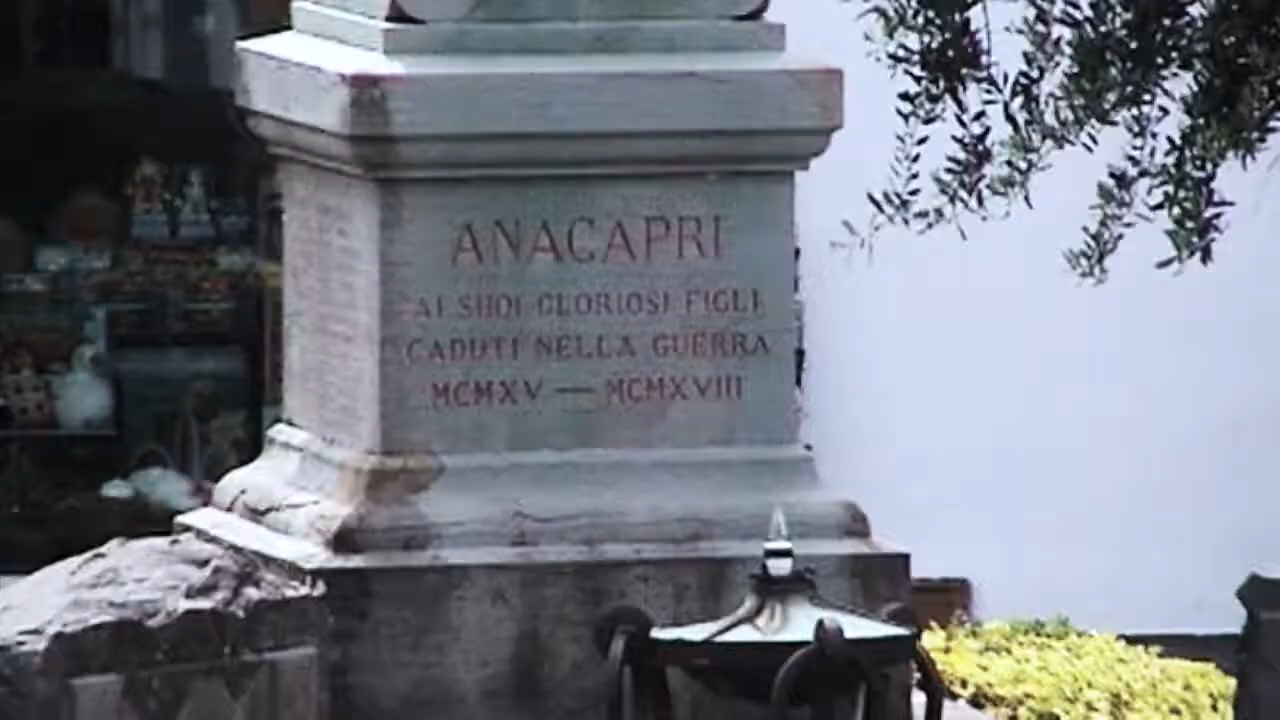 ANACAPRI
AI SUOI GLORIOSI FIGLI
CADUTI NELLA GUERRA
MCMXV — MCMXVIII